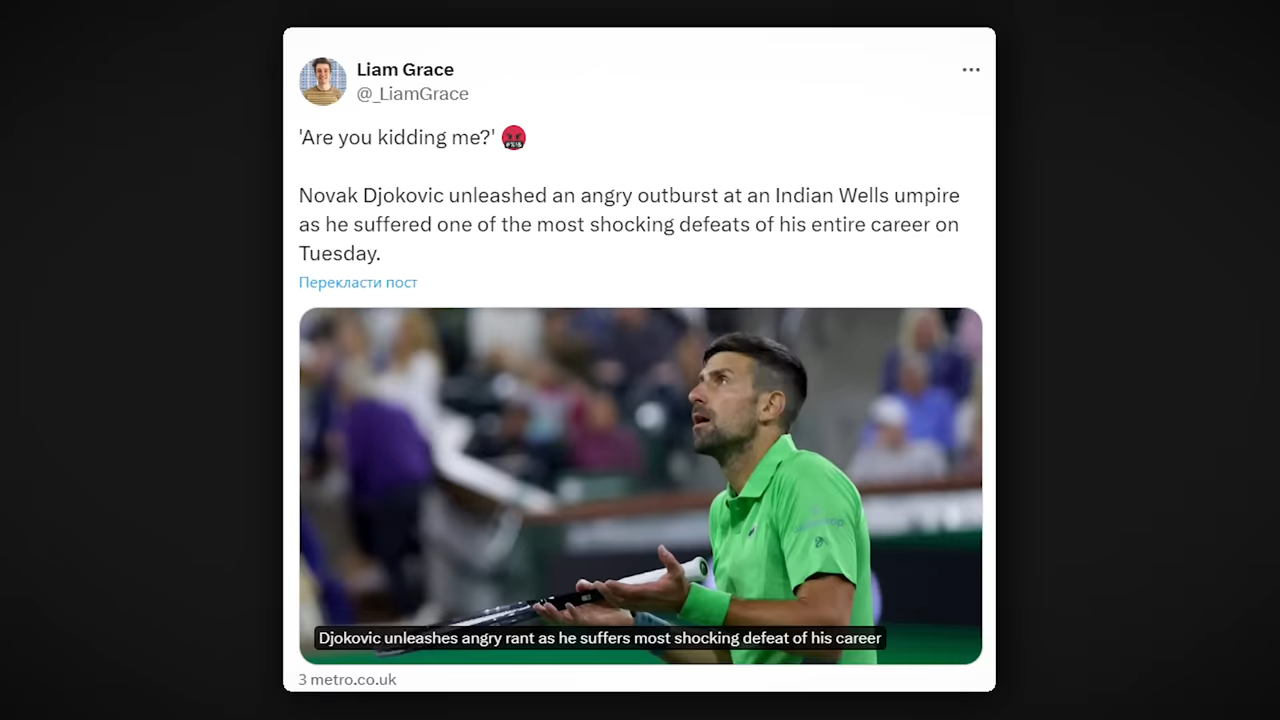 Liam Grace
@_LiamGrace
'Are you kidding me?' 🤬
Novak Djokovic unleashed an angry outburst at an Indian Wells umpire
as he suffered one of the most shocking defeats of his entire career on
Tuesday.
Перекласти пост
Djokovic unleashes angry rant as he suffers most shocking defeat of his career
З metro.co.uk